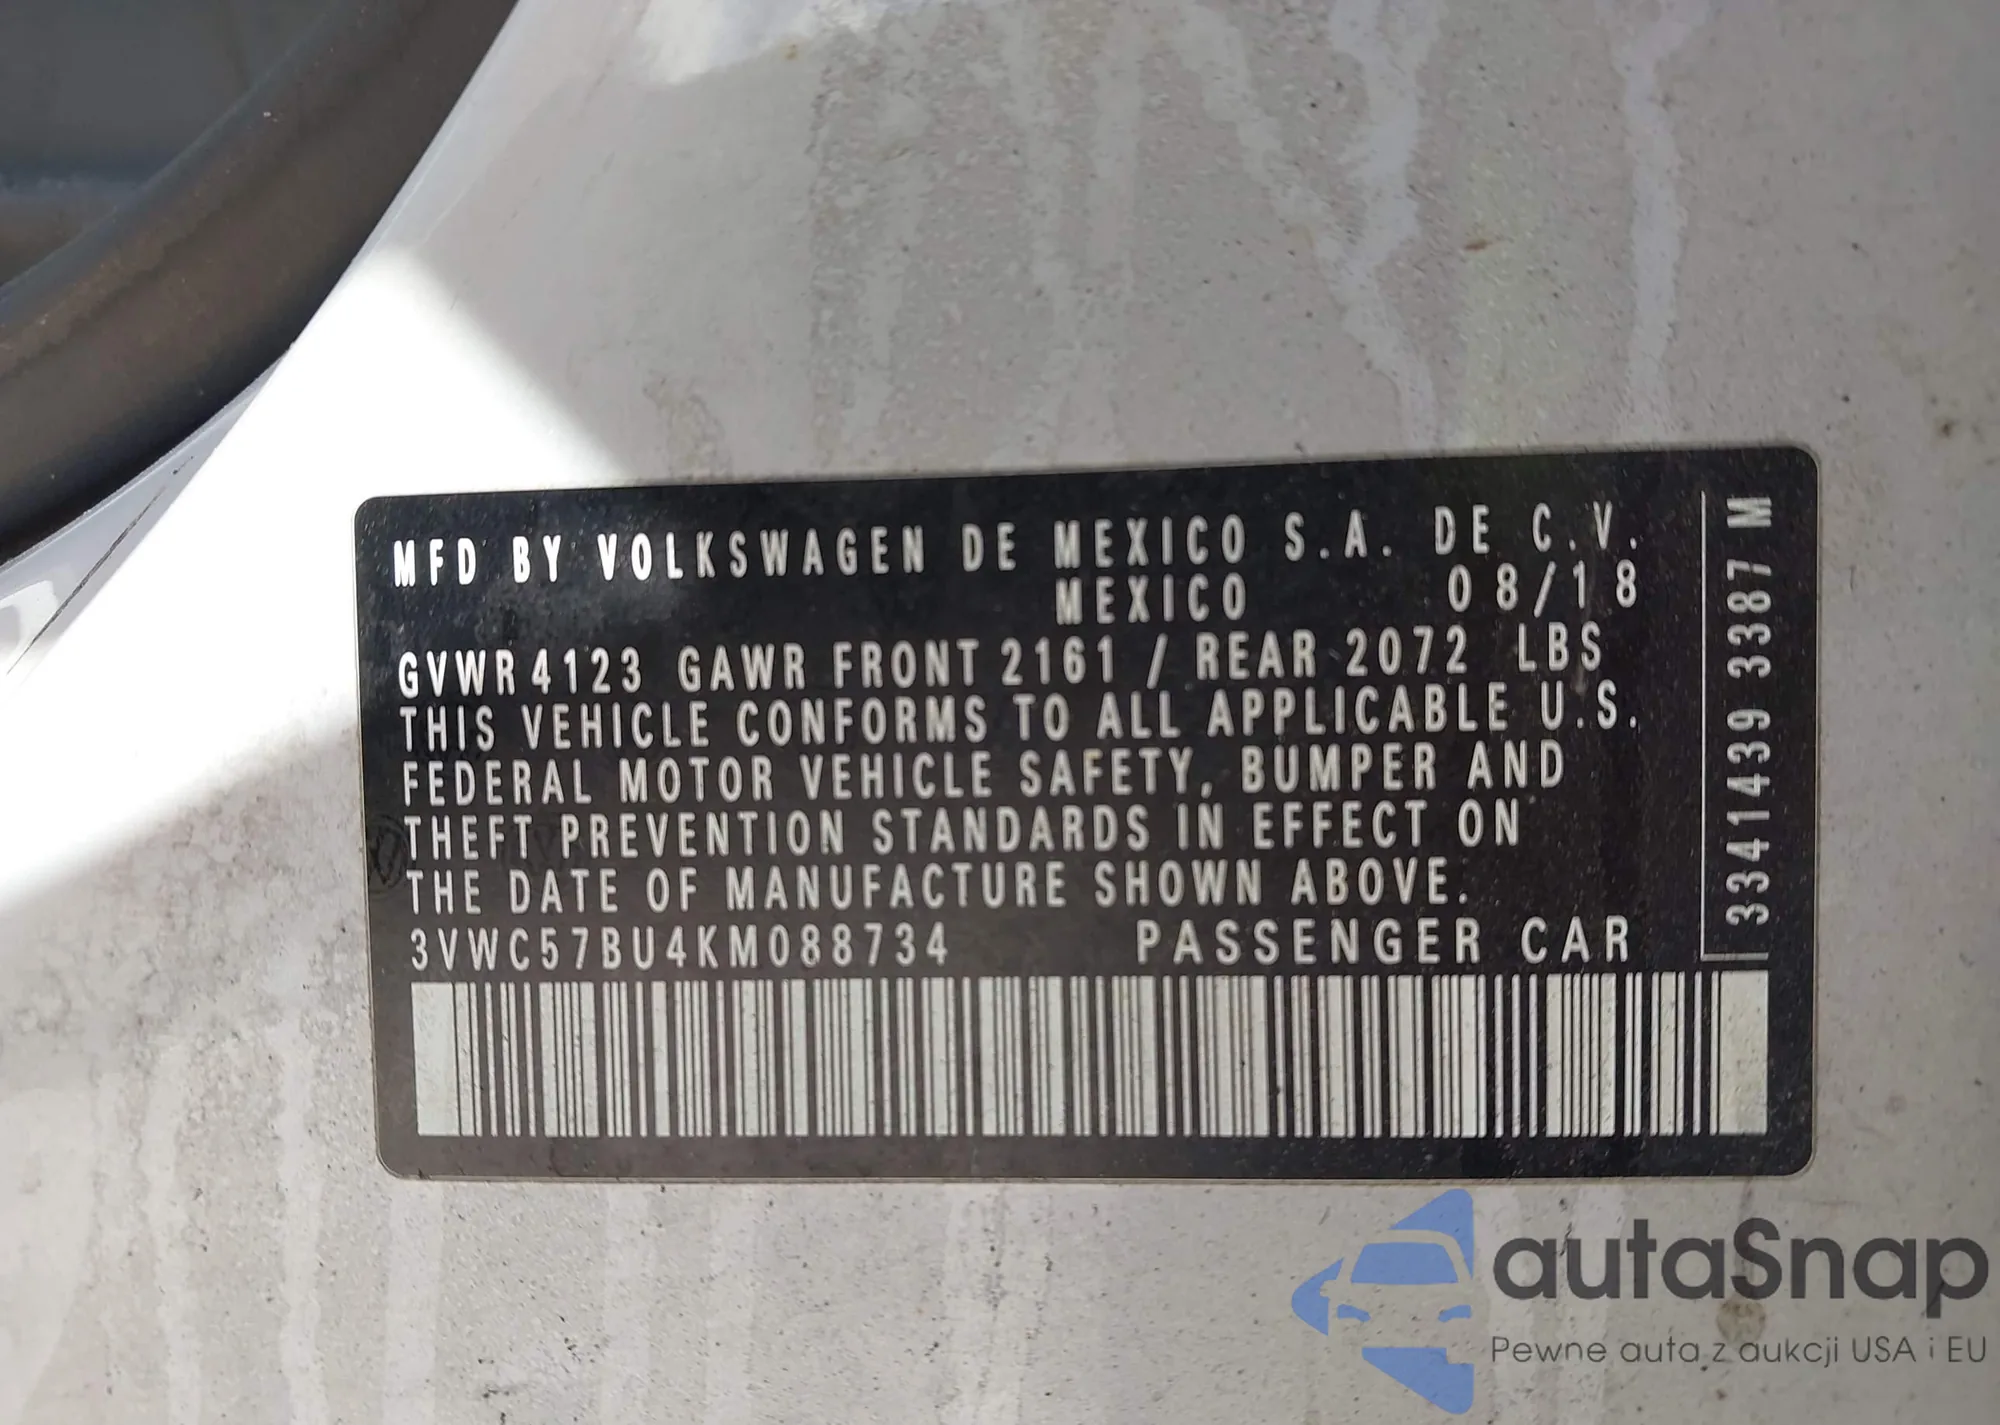 MFD BY VOLKSWAGEN DE MEXICO S.A. DE C.V.
MEXICO 08/18
GVWR 4123 GAWR FRONT 2161 / REAR 2072 LBS
THIS VEHICLE CONFORMS TO ALL APPLICABLE U.S.
FEDERAL MOTOR VEHICLE SAFETY, BUMPER AND
THEFT PREVENTION STANDARDS IN EFFECT ON
THE DATE OF MANUFACTURE SHOWN ABOVE.
3VWC57BU4KM088734 PASSENGER CAR
3341439 3387 M
autaSnap
Pewne auta z aukcji USA i EU